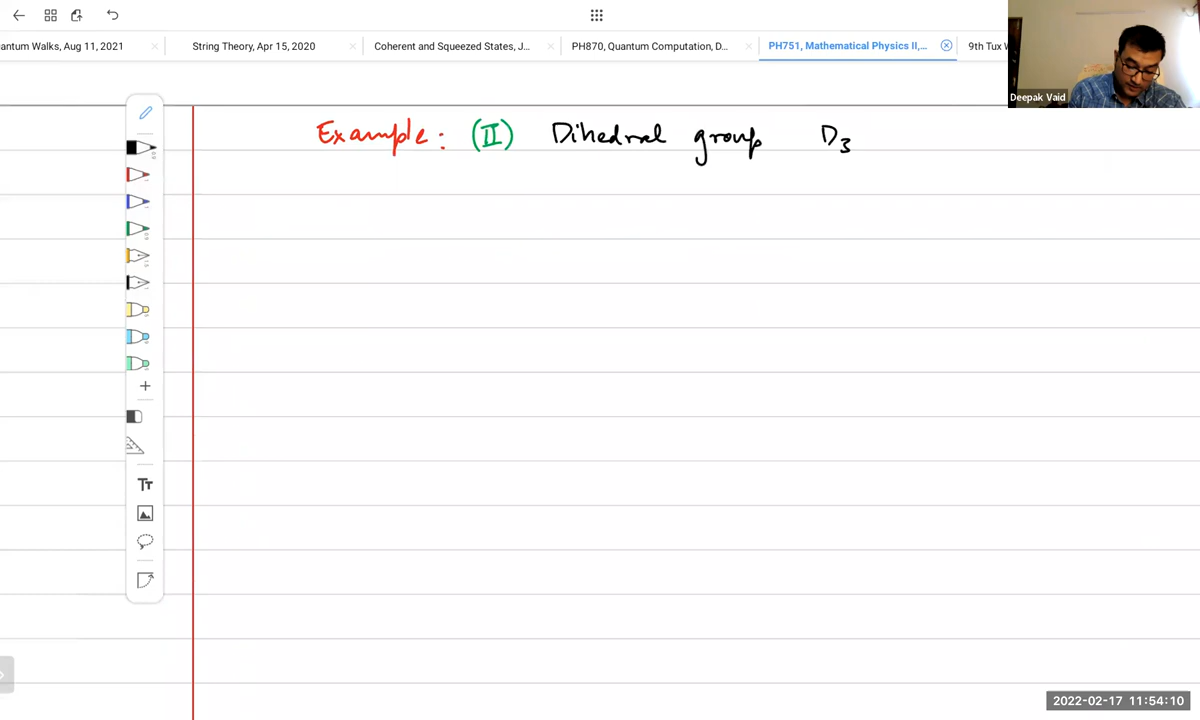 antum Walks, Aug 11, 2021
String Theory, Apr 15, 2020
Coherent and Squeezed States, J...
PH870, Quantum Computation, D...
PH751, Mathematical Physics II,...
9th Tux W
Deepak Vaid
Example: (II) Dihedral group D₃
TT
2022-02-17 11:54:10